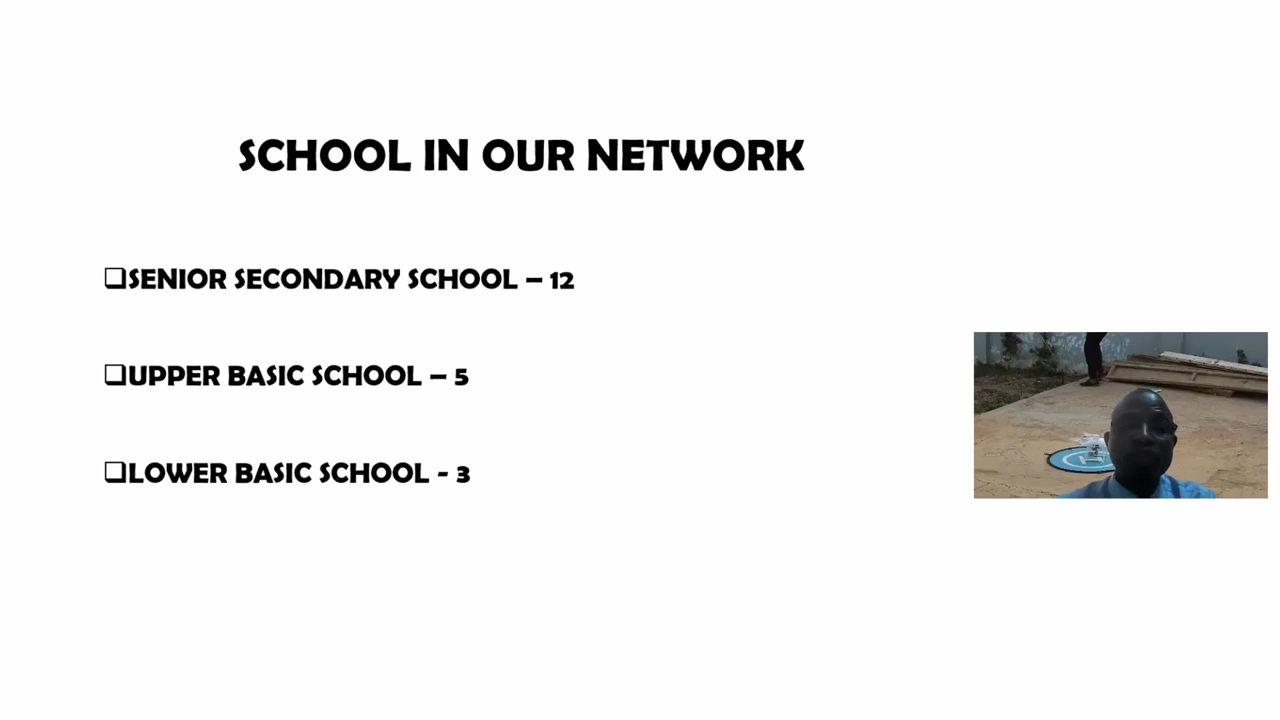 SCHOOL IN OUR NETWORK
❑SENIOR SECONDARY SCHOOL – 12
❑UPPER BASIC SCHOOL – 5
❑LOWER BASIC SCHOOL - 3
H